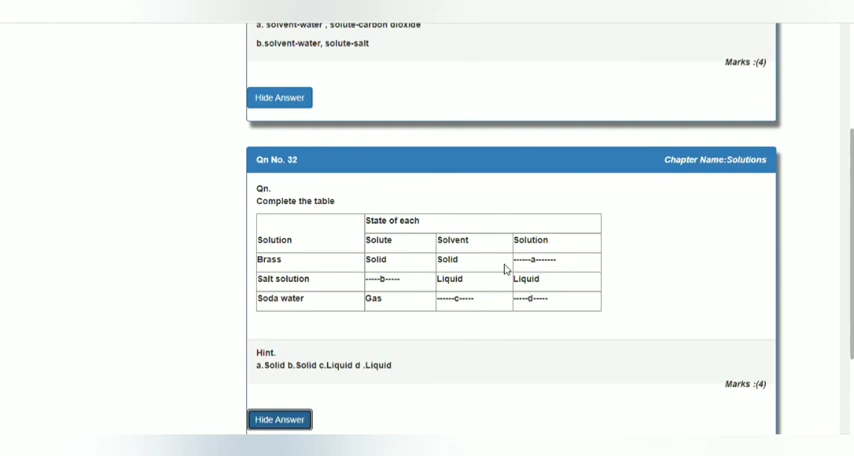 a. solvent-water , solute-carbon dioxide
b.solvent-water, solute-salt
Marks :(4)
Hide Answer
Qn No. 32 Chapter Name:Solutions
Qn.
Complete the table
State of each
Solution Solute Solvent Solution
Brass Solid Solid ------a-------
Salt solution -----b----- Liquid Liquid
Soda water Gas ------c----- -----d-----
Hint.
a.Solid b.Solid c.Liquid d .Liquid
Marks :(4)
Hide Answer